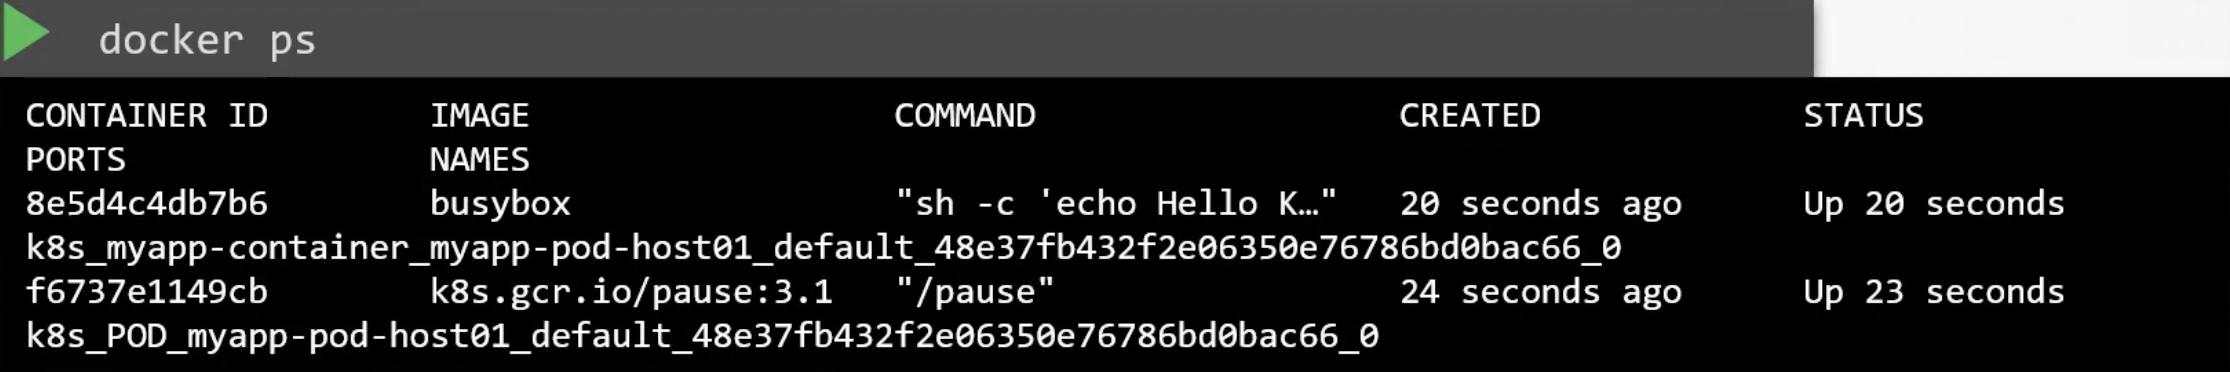 docker ps
CONTAINER ID IMAGE COMMAND CREATED STATUS
PORTS NAMES
8e5d4c4db7b6 busybox "sh -c 'echo Hello K…" 20 seconds ago Up 20 seconds
k8s_myapp-container_myapp-pod-host01_default_48e37fb432f2e06350e76786bd0bac66_0
f6737e1149cb k8s.gcr.io/pause:3.1 "/pause" 24 seconds ago Up 23 seconds
k8s_POD_myapp-pod-host01_default_48e37fb432f2e06350e76786bd0bac66_0